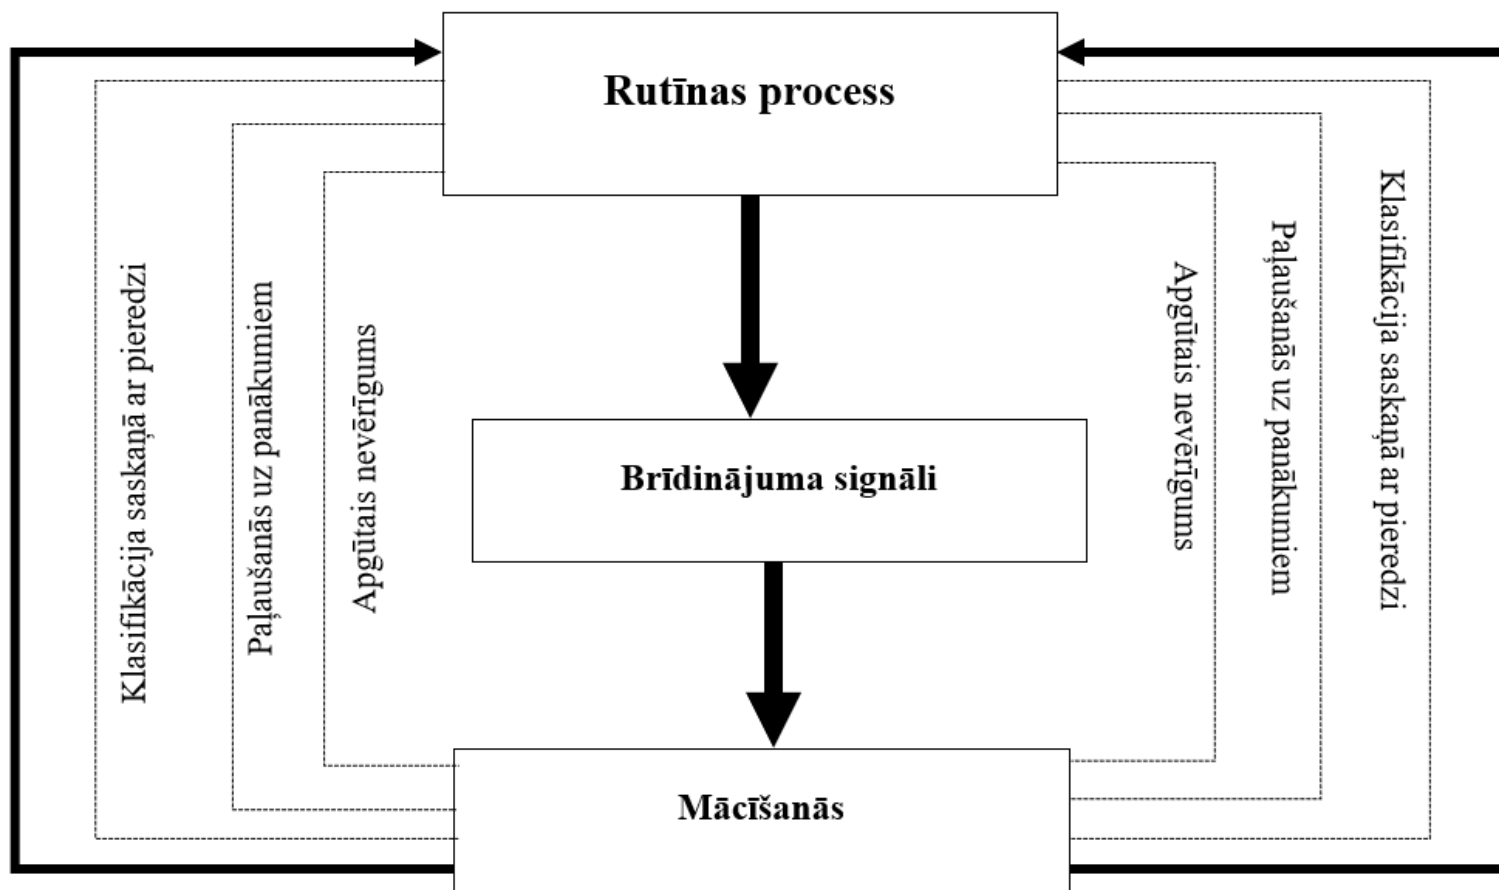 Rutīnas process
Klasifikācija saskaņā ar pieredzi
Paļaušanās uz panākumiem
Apgūtais nevērīgums
Apgūtais nevērīgums
Paļaušanās uz panākumiem
Klasifikācija saskaņā ar pieredzi
Brīdinājuma signāli
Mācīšanās